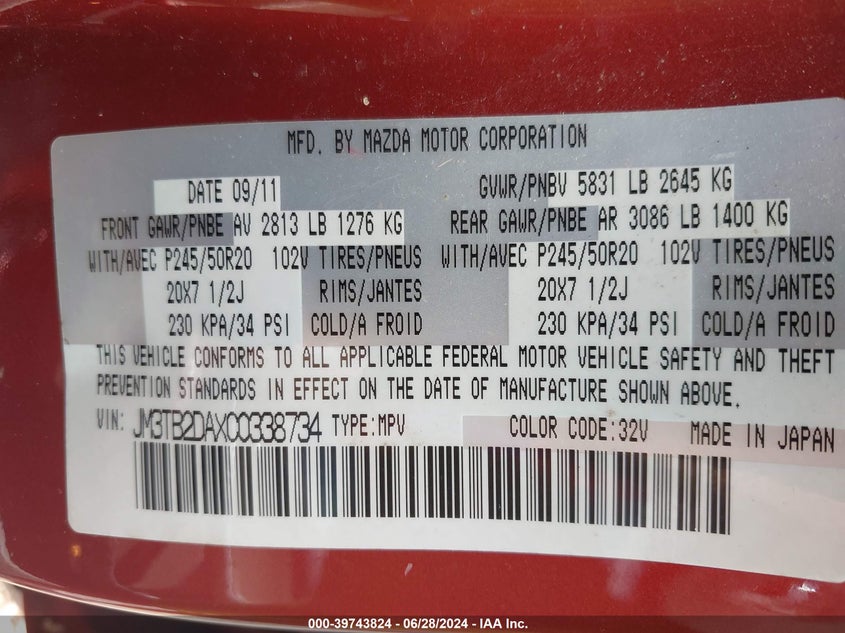 MFD. BY MAZDA MOTOR CORPORATION
DATE 09/11 GVWR/PNBV 5831 LB 2645 KG
FRONT GAWR/PNBE AV 2813 LB 1276 KG REAR GAWR/PNBE AR 3086 LB 1400 KG
WITH/AVEC P245/50R20 102V TIRES/PNEUS WITH/AVEC P245/50R20 102V TIRES/PNEUS
20X7 1/2J RIMS/JANTES 20X7 1/2J RIMS/JANTES
230 KPA/34 PSI COLD/A FROID 230 KPA/34 PSI COLD/A FROID
THIS VEHICLE CONFORMS TO ALL APPLICABLE FEDERAL MOTOR VEHICLE SAFETY AND THEFT
PREVENTION STANDARDS IN EFFECT ON THE DATE OF MANUFACTURE SHOWN ABOVE.
VIN: JM3TB2DAXC0338734 TYPE:MPV COLOR CODE:32V MADE IN JAPAN
000-39743824 - 06/28/2024 - IAA Inc.